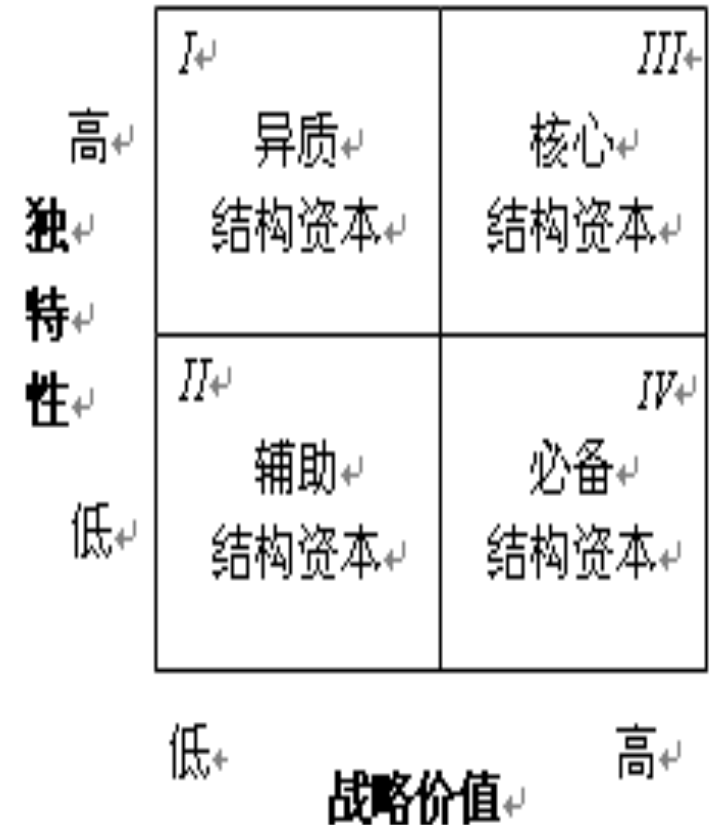 I
III
高
异质
核心
独
结构资本
结构资本
特
性
II
IV
辅助
必备
低
结构资本
结构资本
低
高
战略价值